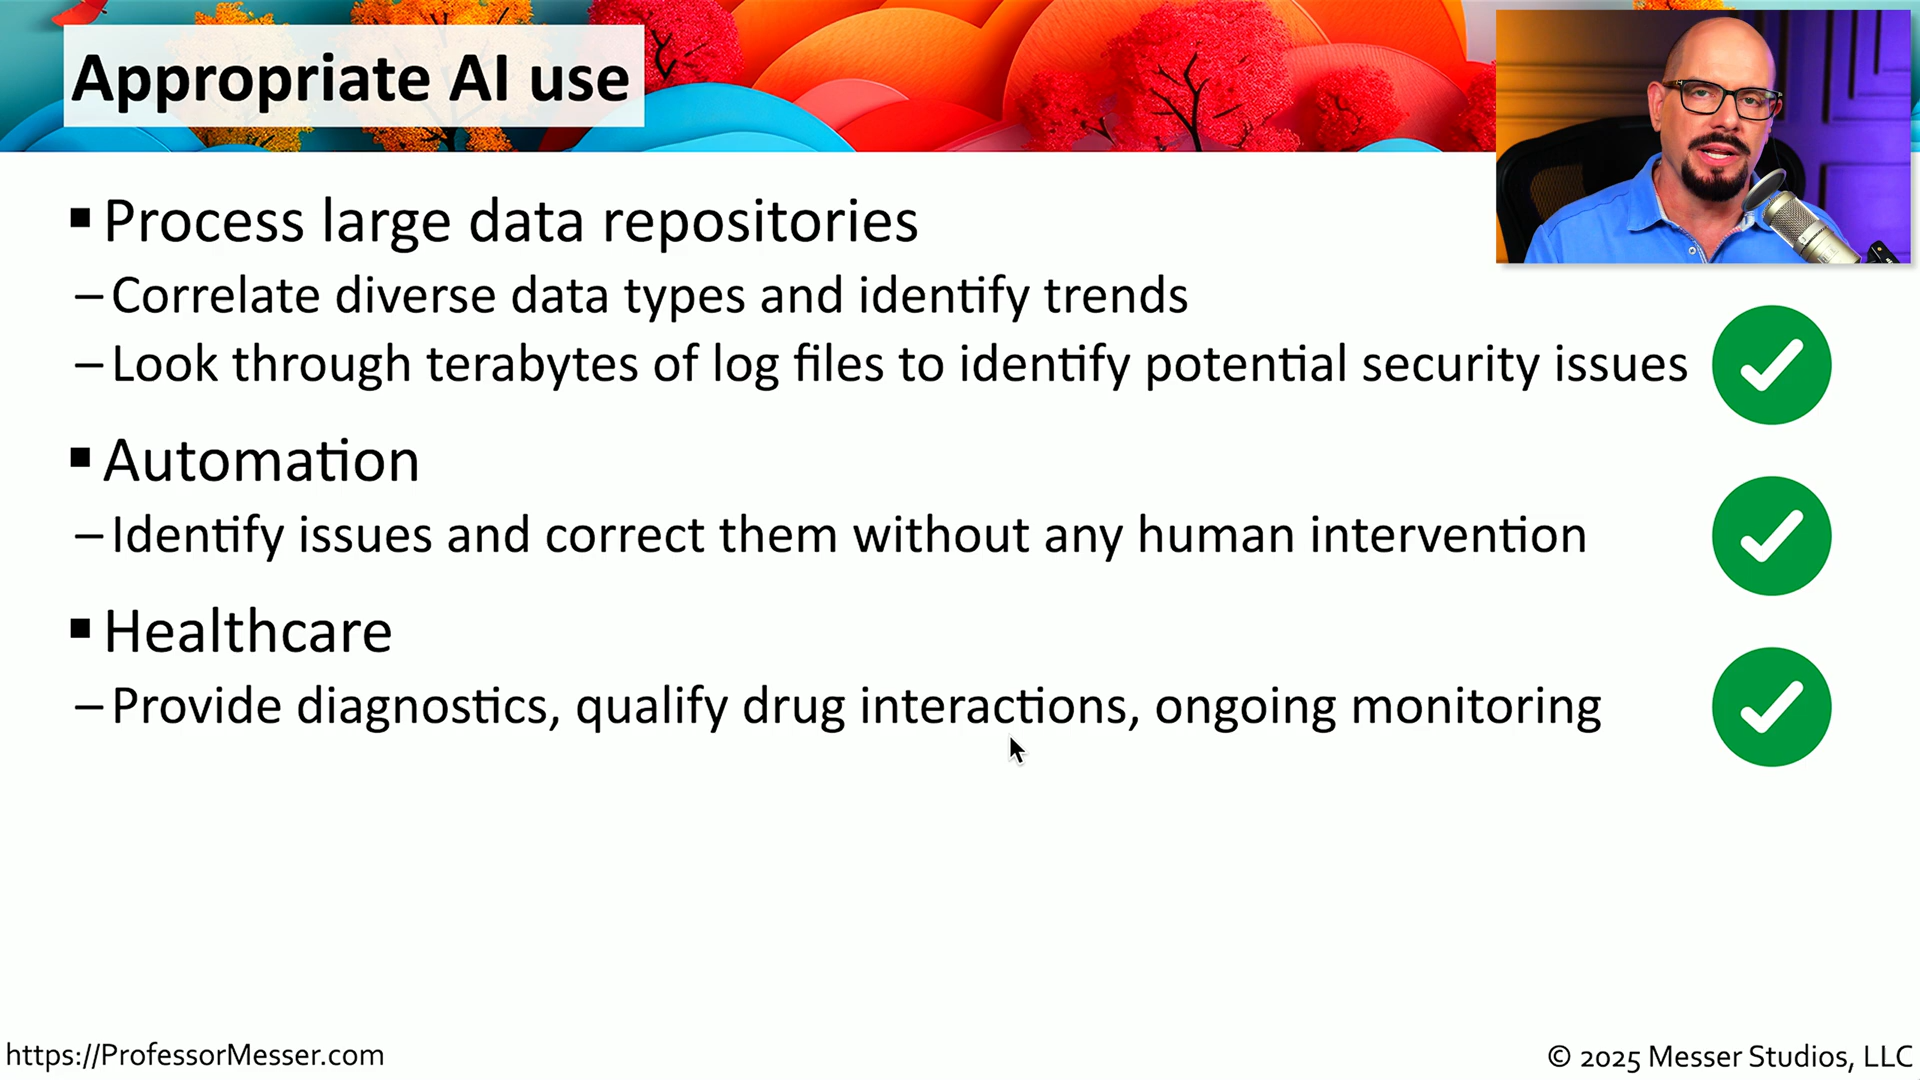 Appropriate AI use
▪ Process large data repositories
– Correlate diverse data types and identify trends
– Look through terabytes of log files to identify potential security issues
▪ Automation
– Identify issues and correct them without any human intervention
▪ Healthcare
– Provide diagnostics, qualify drug interactions, ongoing monitoring
https://ProfessorMesser.com
© 2025 Messer Studios, LLC